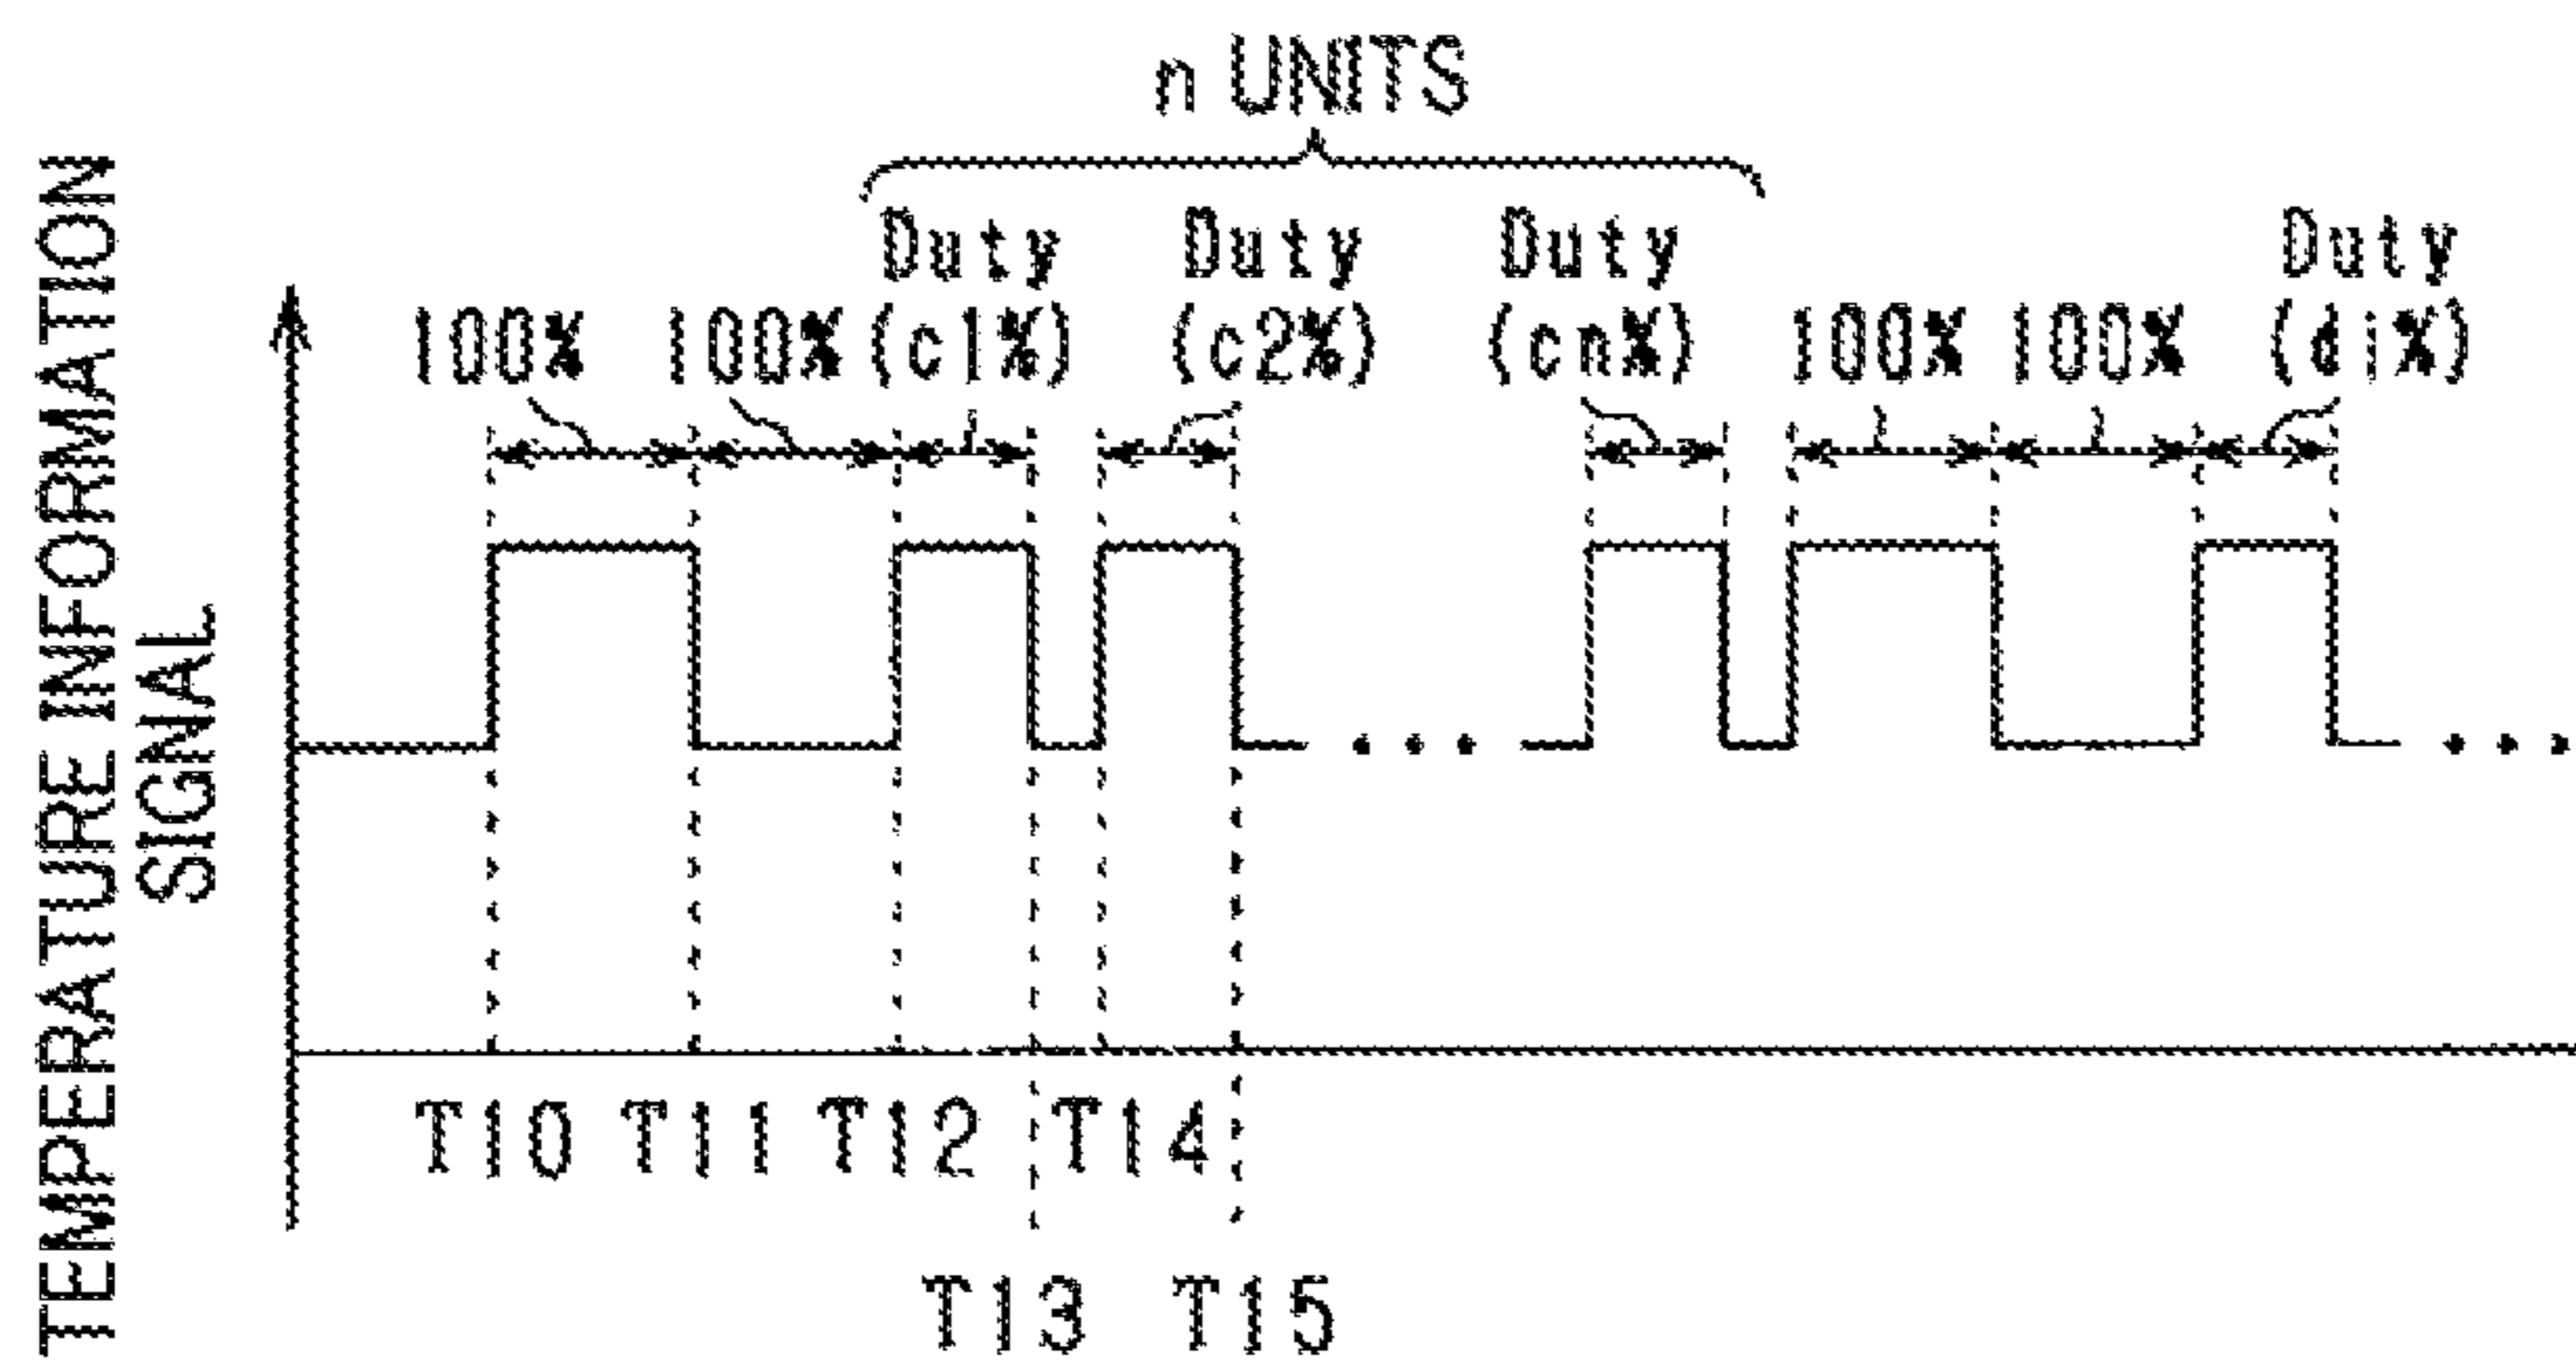 n UNITS
Duty Duty Duty Duty
100% 100% (c1%) (c2%) (cn%) 100% 100% (di%)
TEMPERATURE INFORMATION
SIGNAL
T10 T11 T12 T14
T13 T15